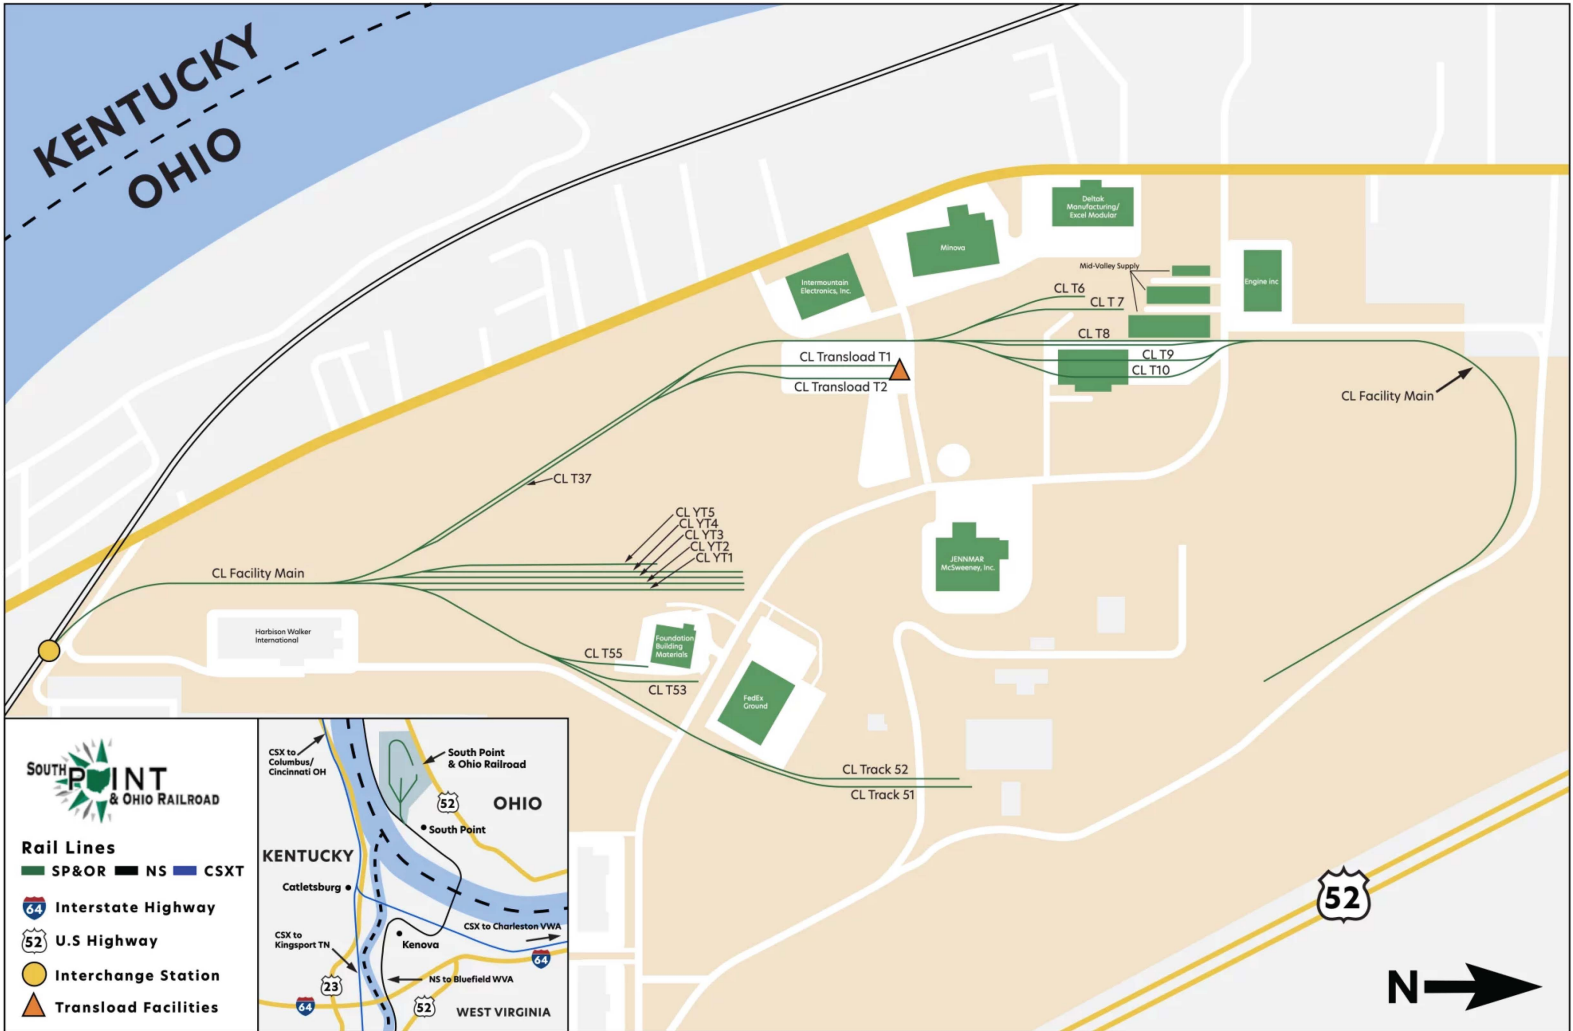 KENTUCKY
OHIO
Deltak
Manufacturing/
Excel Modular
Minova
Mid-Valley Supply
Intermountain
Electronics, Inc.
Engine Inc
CL T6
CL T 7
CL T8
CL Transload T1
CL T9
CL T10
CL Transload T2
CL Facility Main
CL T37
CL YT5
CL YT4
CL YT3
CL YT2
CL YT1
CL Facility Main
JENNMAR
McSweeney, Inc.
Harbison Walker
International
Foundation
Building
Materials
CL T55
CL T53
FedEx
Ground
CL Track 52
CL Track 51
52
N
SOUTH POINT
& OHIO RAILROAD
Rail Lines
SP&OR NS CSXT
64 Interstate Highway
52 U.S Highway
Interchange Station
Transload Facilities
CSX to
Columbus/
Cincinnati OH
South Point
& Ohio Railroad
52
OHIO
South Point
KENTUCKY
Catletsburg
CSX to Charleston VWA
CSX to
Kingsport TN
Kenova
64
NS to Bluefield WVA
23
64
52
WEST VIRGINIA